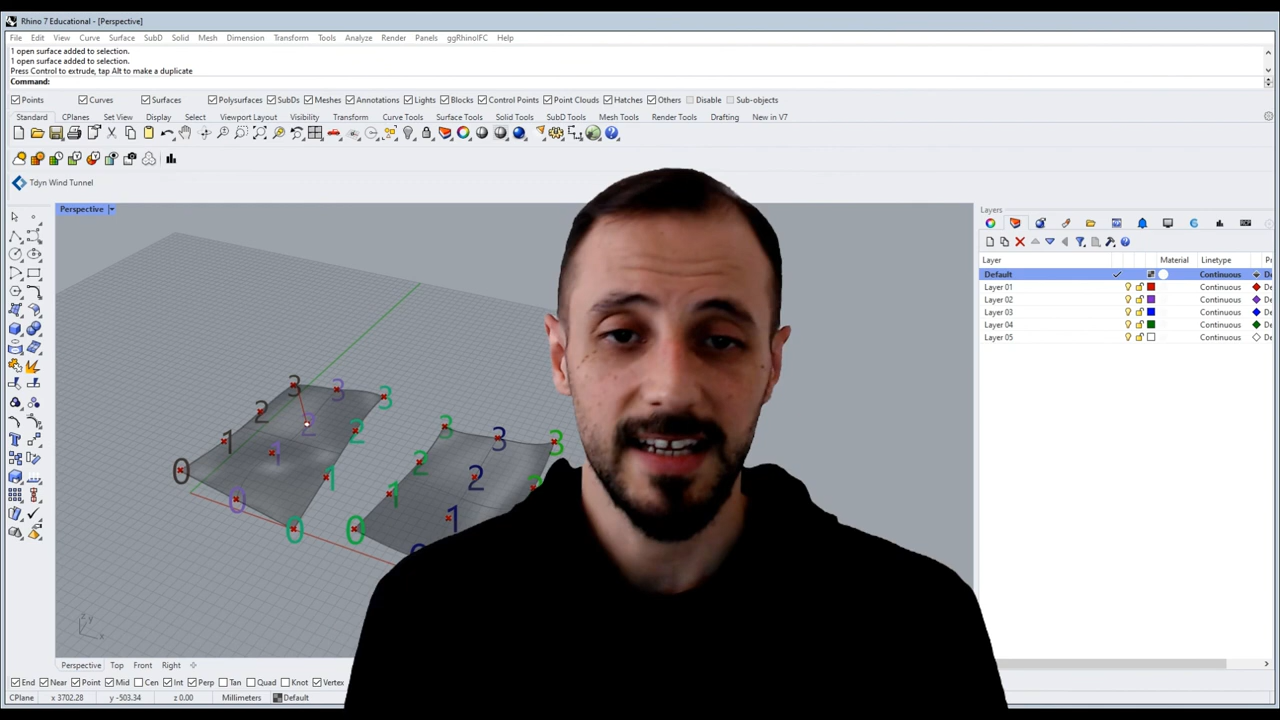 Rhino 7 Educational - [Perspective]
File Edit View Curve Surface SubD Solid Mesh Dimension Transform Tools Analyze Render Panels ggRhinoIFC Help
1 open surface added to selection.
1 open surface added to selection.
Press Control to extrude, tap Alt to make a duplicate
Command:
Points Curves Surfaces Polysurfaces SubDs Meshes Annotations Lights Blocks Control Points Point Clouds Hatches Others Disable Sub-objects
Standard CPlanes Set View Display Select Viewport Layout Visibility Transform Curve Tools Surface Tools Solid Tools SubD Tools Mesh Tools Render Tools Drafting New in V7
Tdyn Wind Tunnel
Perspective
Layers
Layer Material Linetype P
Default Continuous
Layer 01 Continuous
Layer 02 Continuous
Layer 03 Continuous
Layer 04 Continuous
Layer 05 Continuous
3 3 3
2 2 2
1 1 1
0 0 0
3 3 3
2 2
1 1
0
z y
x
Perspective Top Front Right
End Near Point Mid Cen Int Perp Tan Quad Knot Vertex
CPlane x 3702.28 y -503.34 z 0.00 Millimeters Default